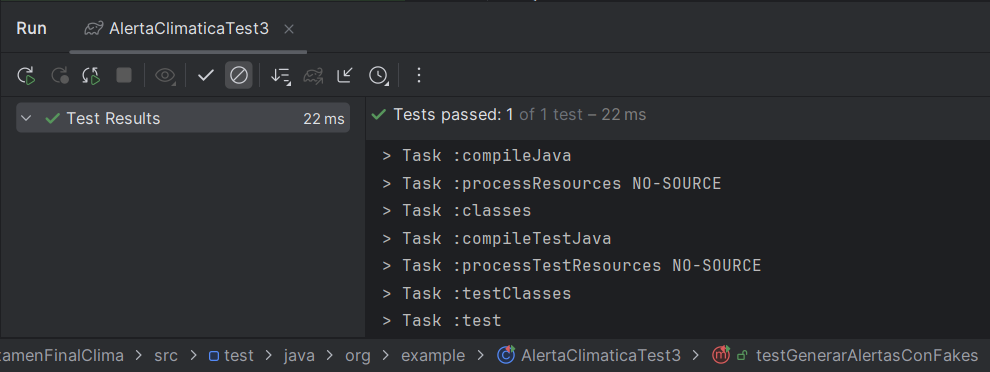 Run AlertaClimaticaTest3
Test Results 22 ms
Tests passed: 1 of 1 test – 22 ms
> Task :compileJava
> Task :processResources NO-SOURCE
> Task :classes
> Task :compileTestJava
> Task :processTestResources NO-SOURCE
> Task :testClasses
> Task :test
tamenFinalClima > src > test > java > org > example > AlertaClimaticaTest3 > testGenerarAlertasConFakes